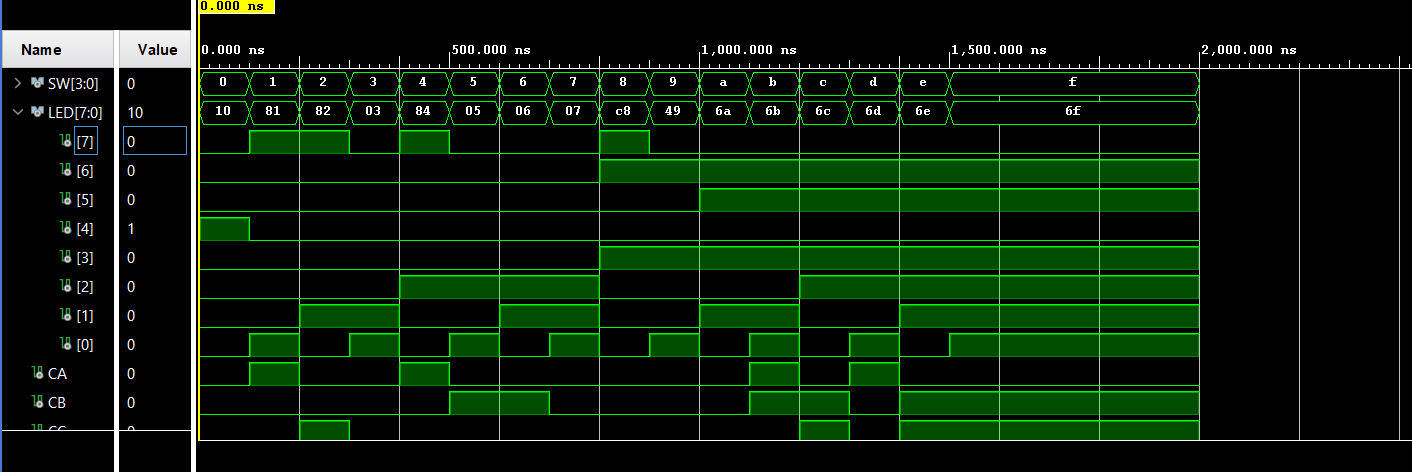 0.000 ns
Name Value
0.000 ns 500.000 ns 1,000.000 ns 1,500.000 ns 2,000.000 ns
SW[3:0] 0 0 1 2 3 4 5 6 7 8 9 a b c d e f
LED[7:0] 10 10 81 82 03 84 05 06 07 c8 49 6a 6b 6c 6d 6e 6f
[7] 0
[6] 0
[5] 0
[4] 1
[3] 0
[2] 0
[1] 0
[0] 0
CA 0
CB 0